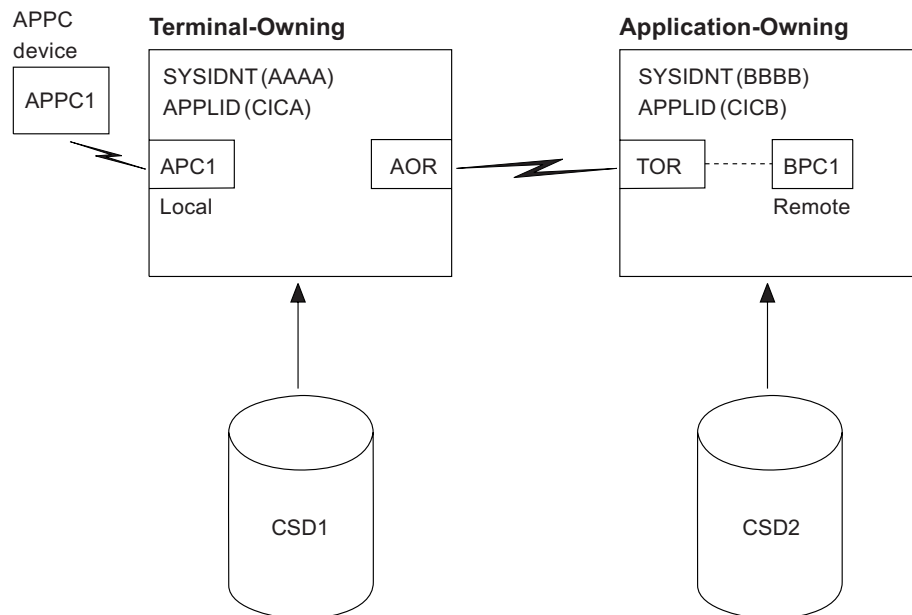 APPC
device
APPC1
Terminal-Owning
SYSIDNT(AAAA)
APPLID(CICA)
APC1
Local
AOR
Application-Owning
SYSIDNT(BBBB)
APPLID(CICB)
TOR
BPC1
Remote
CSD1
CSD2